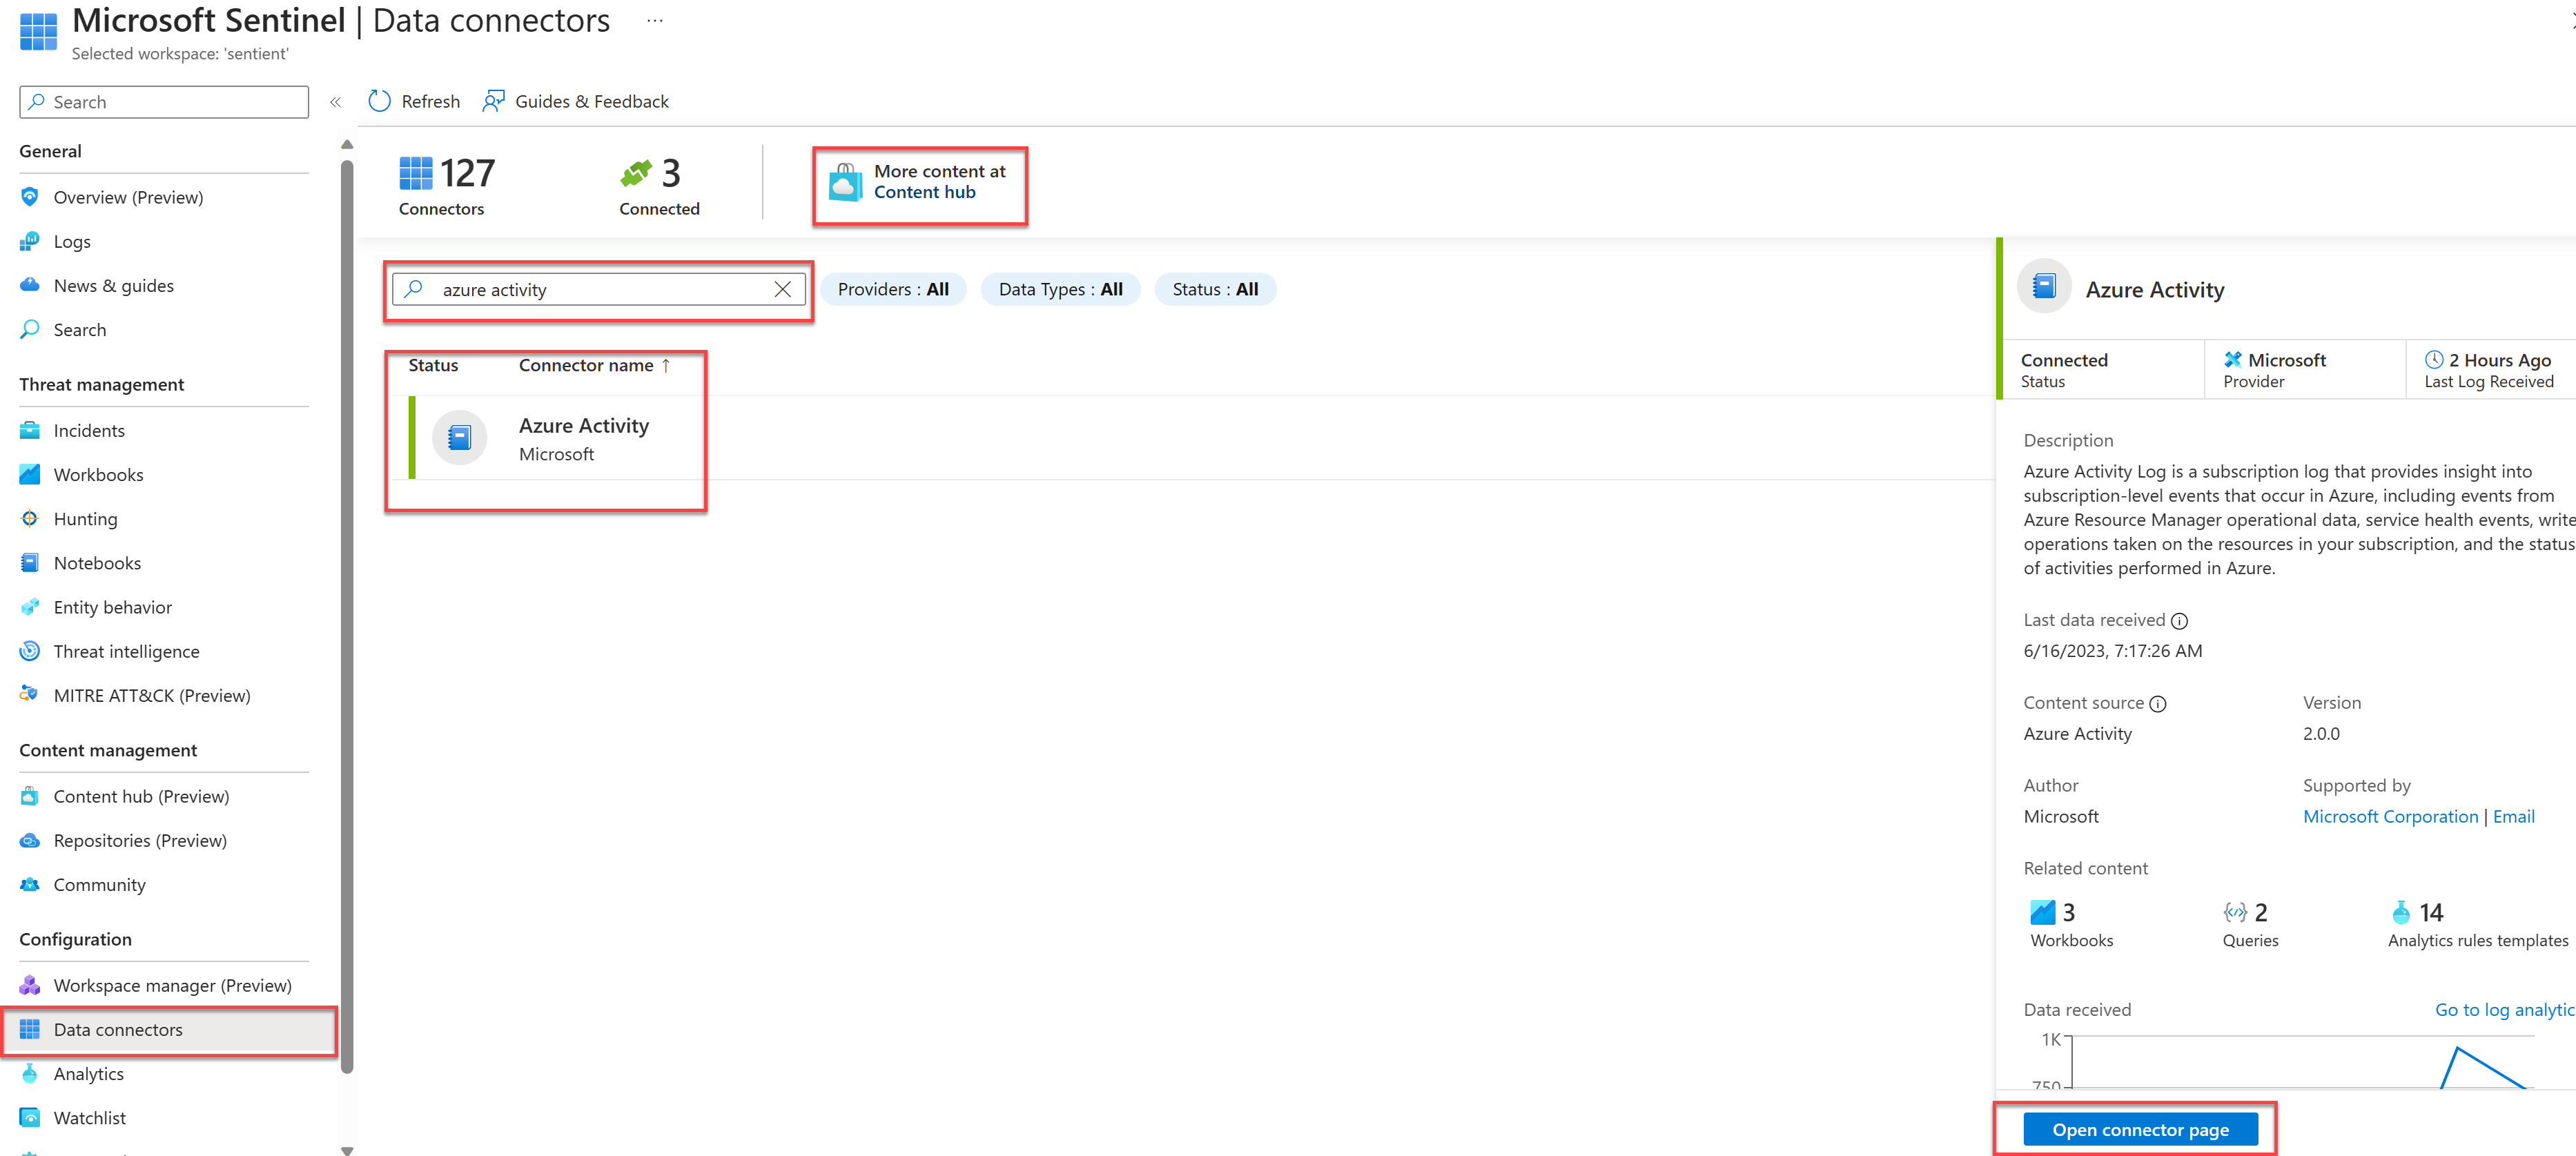 Microsoft Sentinel | Data connectors ...
Selected workspace: 'sentient'
Search
«
Refresh
Guides & Feedback
General
Overview (Preview)
Logs
News & guides
Search
Threat management
Incidents
Workbooks
Hunting
Notebooks
Entity behavior
Threat intelligence
MITRE ATT&CK (Preview)
Content management
Content hub (Preview)
Repositories (Preview)
Community
Configuration
Workspace manager (Preview)
Data connectors
Analytics
Watchlist
127
Connectors
3
Connected
More content at
Content hub
azure activity
Providers : All
Data Types : All
Status : All
Status
Connector name ↑
Azure Activity
Microsoft
Azure Activity
Connected
Status
Microsoft
Provider
2 Hours Ago
Last Log Received
Description
Azure Activity Log is a subscription log that provides insight into
subscription-level events that occur in Azure, including events from
Azure Resource Manager operational data, service health events, write
operations taken on the resources in your subscription, and the status
of activities performed in Azure.
Last data received
6/16/2023, 7:17:26 AM
Content source
Version
Azure Activity
2.0.0
Author
Supported by
Microsoft
Microsoft Corporation | Email
Related content
3
Workbooks
2
Queries
14
Analytics rules templates
Data received
Go to log analytic
1K
750
Open connector page